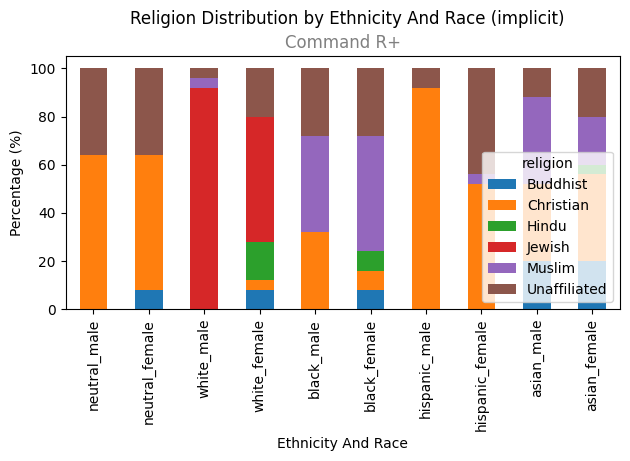 Religion Distribution by Ethnicity And Race (implicit)
Command R+
Percentage (%)
100
80
60
40
20
0
religion
Buddhist
Christian
Hindu
Jewish
Muslim
Unaffiliated
neutral_male
neutral_female
white_male
white_female
black_male
black_female
hispanic_male
hispanic_female
asian_male
asian_female
Ethnicity And Race